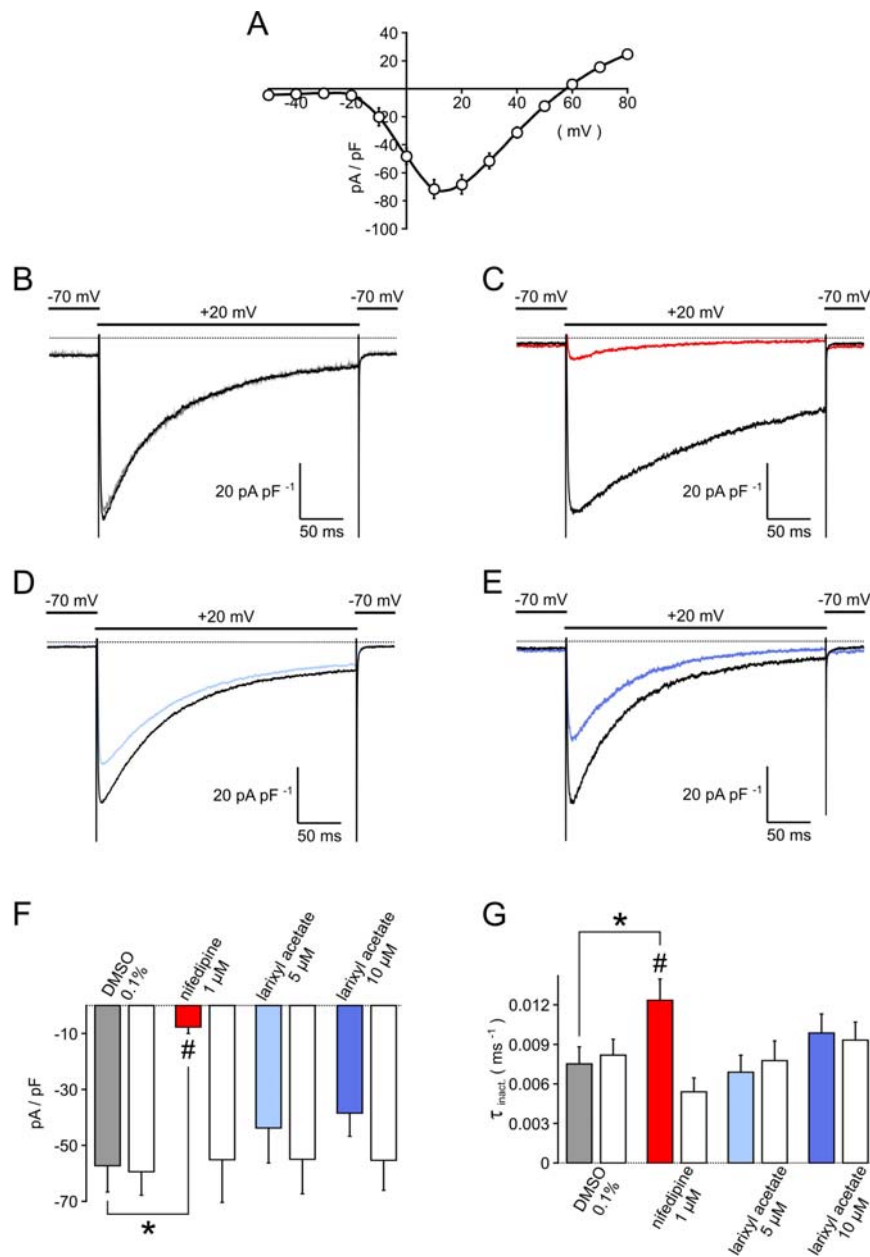 A
40
20
-40
-20
20
40
60
80
-20
-40
-60
-80
-100
( mV )
pA / pF
B
-70 mV
+20 mV
-70 mV
20 pA pF -1
50 ms
C
-70 mV
+20 mV
-70 mV
20 pA pF -1
50 ms
D
-70 mV
+20 mV
-70 mV
20 pA pF -1
50 ms
E
-70 mV
+20 mV
-70 mV
20 pA pF -1
50 ms
F
DMSO
0.1%
nifedipine
1 µM
larixyl acetate
5 µM
larixyl acetate
10 µM
-10
-30
-50
-70
pA / pF
#
*
G
*
#
0.012
0.009
0.006
0.003
0
τ inact. ( ms -1 )
DMSO
0.1%
nifedipine
1 µM
larixyl acetate
5 µM
larixyl acetate
10 µM